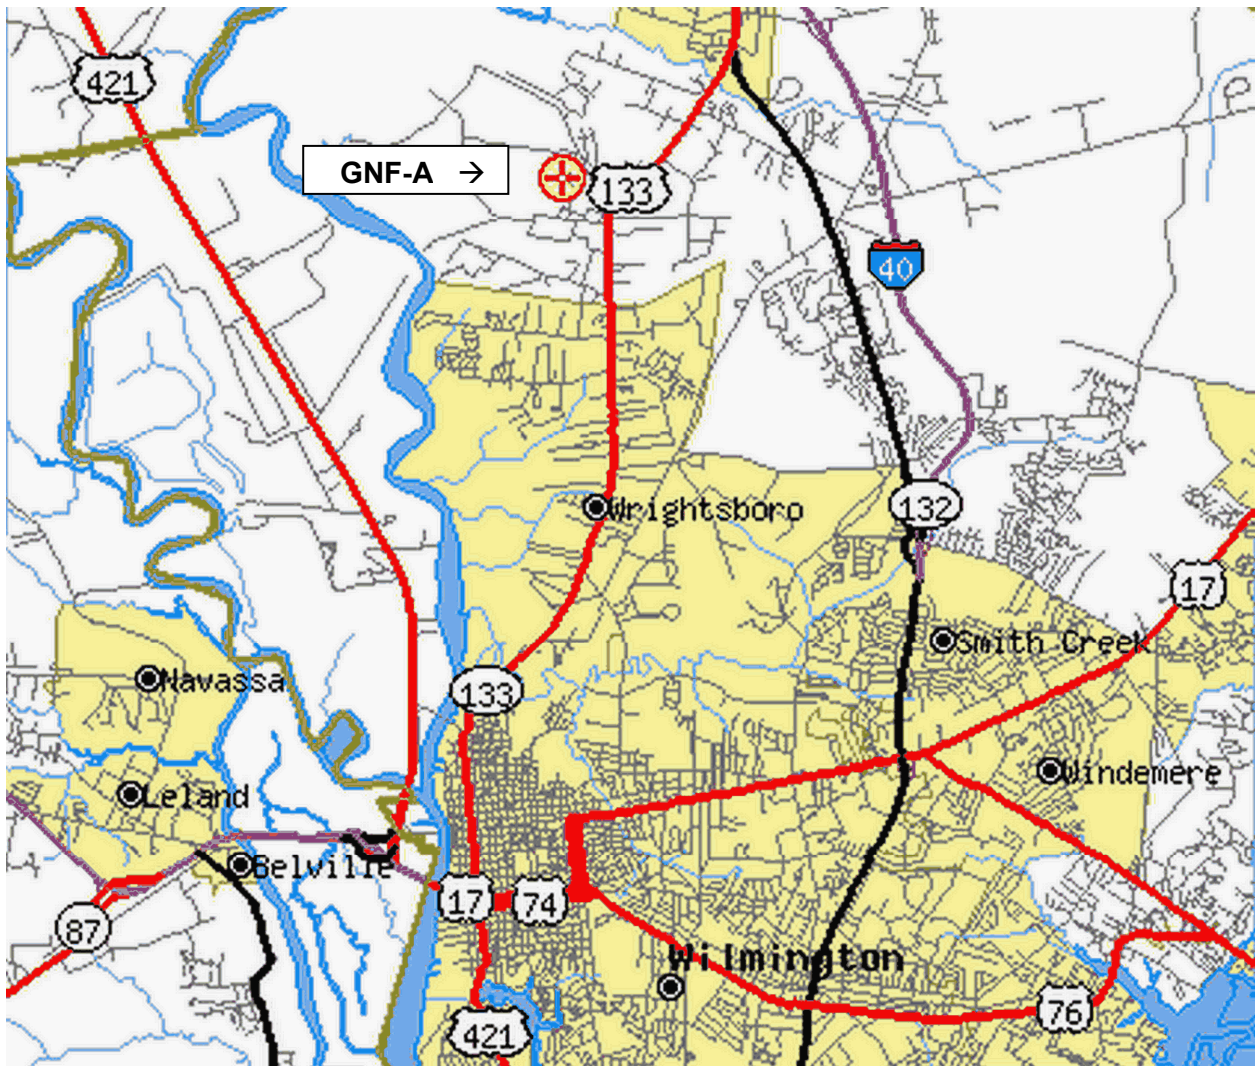 421
GNF-A →
133
40
Wrightsboro
132
17
Smith Creek
Navassa
133
Windemere
Leland
Belville
17
74
87
Wilmington
76
421